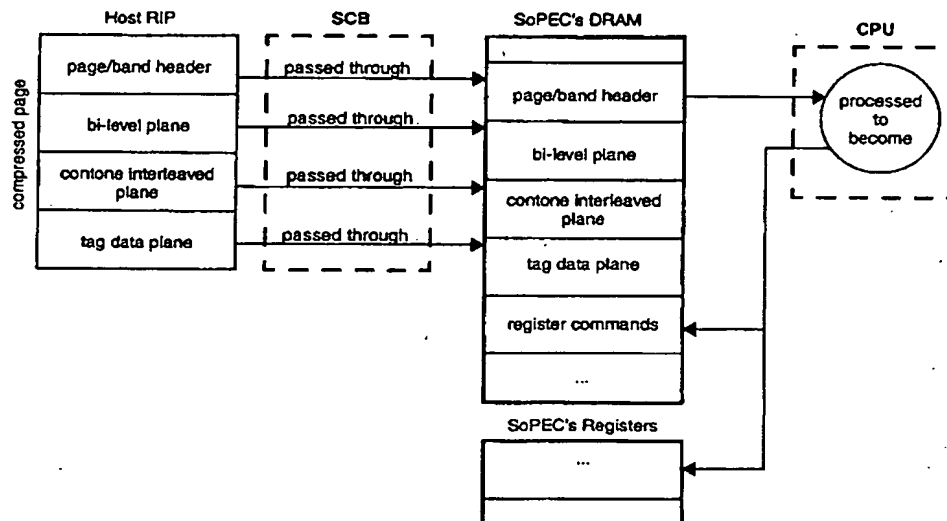 Host RIP
SCB
SoPEC's DRAM
CPU
compressed page
page/band header
passed through
page/band header
processed
to
become
bi-level plane
passed through
bi-level plane
contone interleaved
plane
passed through
contone interleaved
plane
tag data plane
passed through
tag data plane
register commands
...
SoPEC's Registers
...